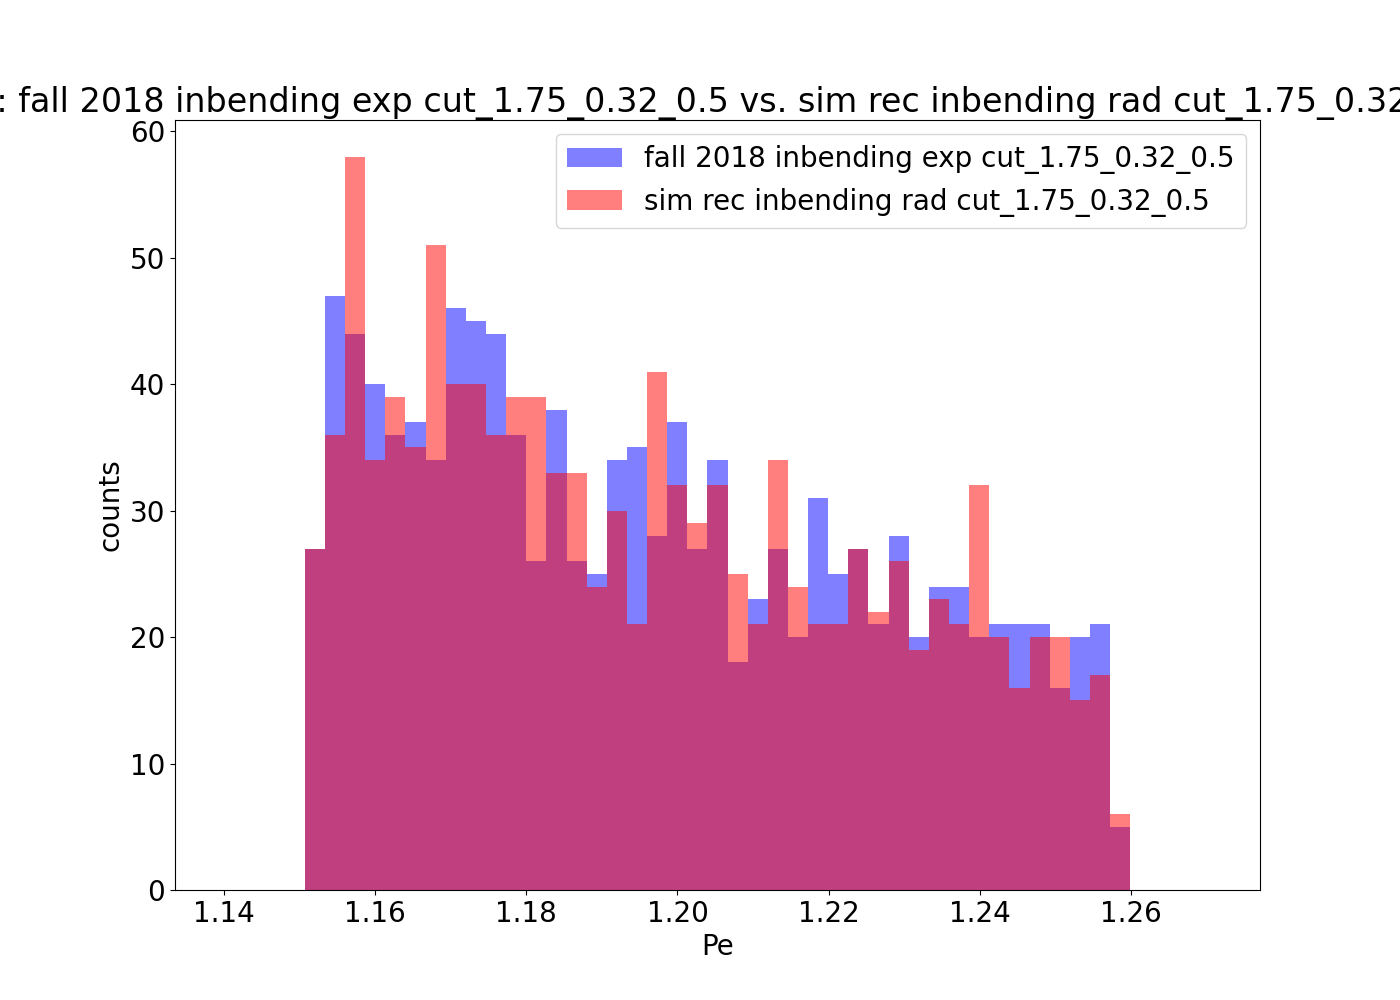 : fall 2018 inbending exp cut_1.75_0.32_0.5 vs. sim rec inbending rad cut_1.75_0.32
fall 2018 inbending exp cut_1.75_0.32_0.5
sim rec inbending rad cut_1.75_0.32_0.5
60
50
40
30
20
10
0
counts
1.14 1.16 1.18 1.20 1.22 1.24 1.26
Pe